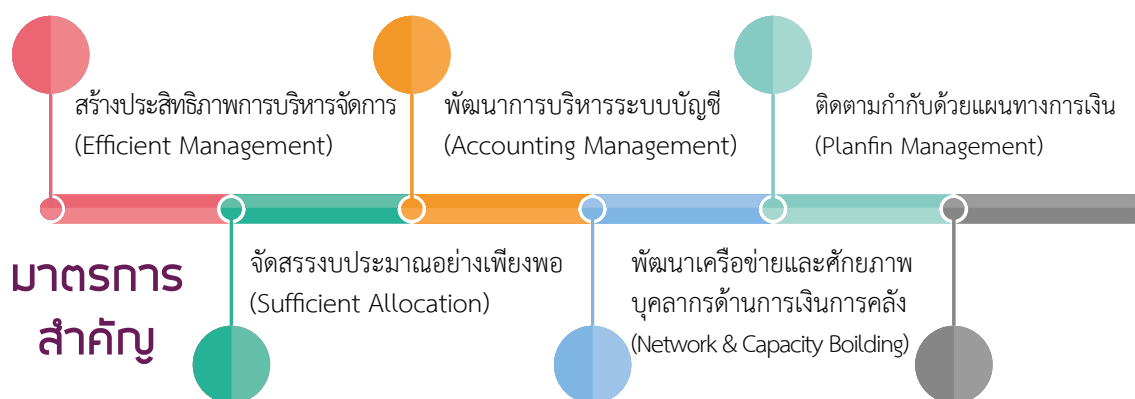 สร้างประสิทธิภาพการบริหารจัดการ
(Efficient Management)
พัฒนาการบริหารระบบบัญชี
(Accounting Management)
ติดตามกำกับด้วยแผนทางการเงิน
(Planfin Management)
มาตรการ
สำคัญ
จัดสรรงบประมาณอย่างเพียงพอ
(Sufficient Allocation)
พัฒนาเครือข่ายและศักยภาพ
บุคลากรด้านการเงินการคลัง
(Network & Capacity Boilding)